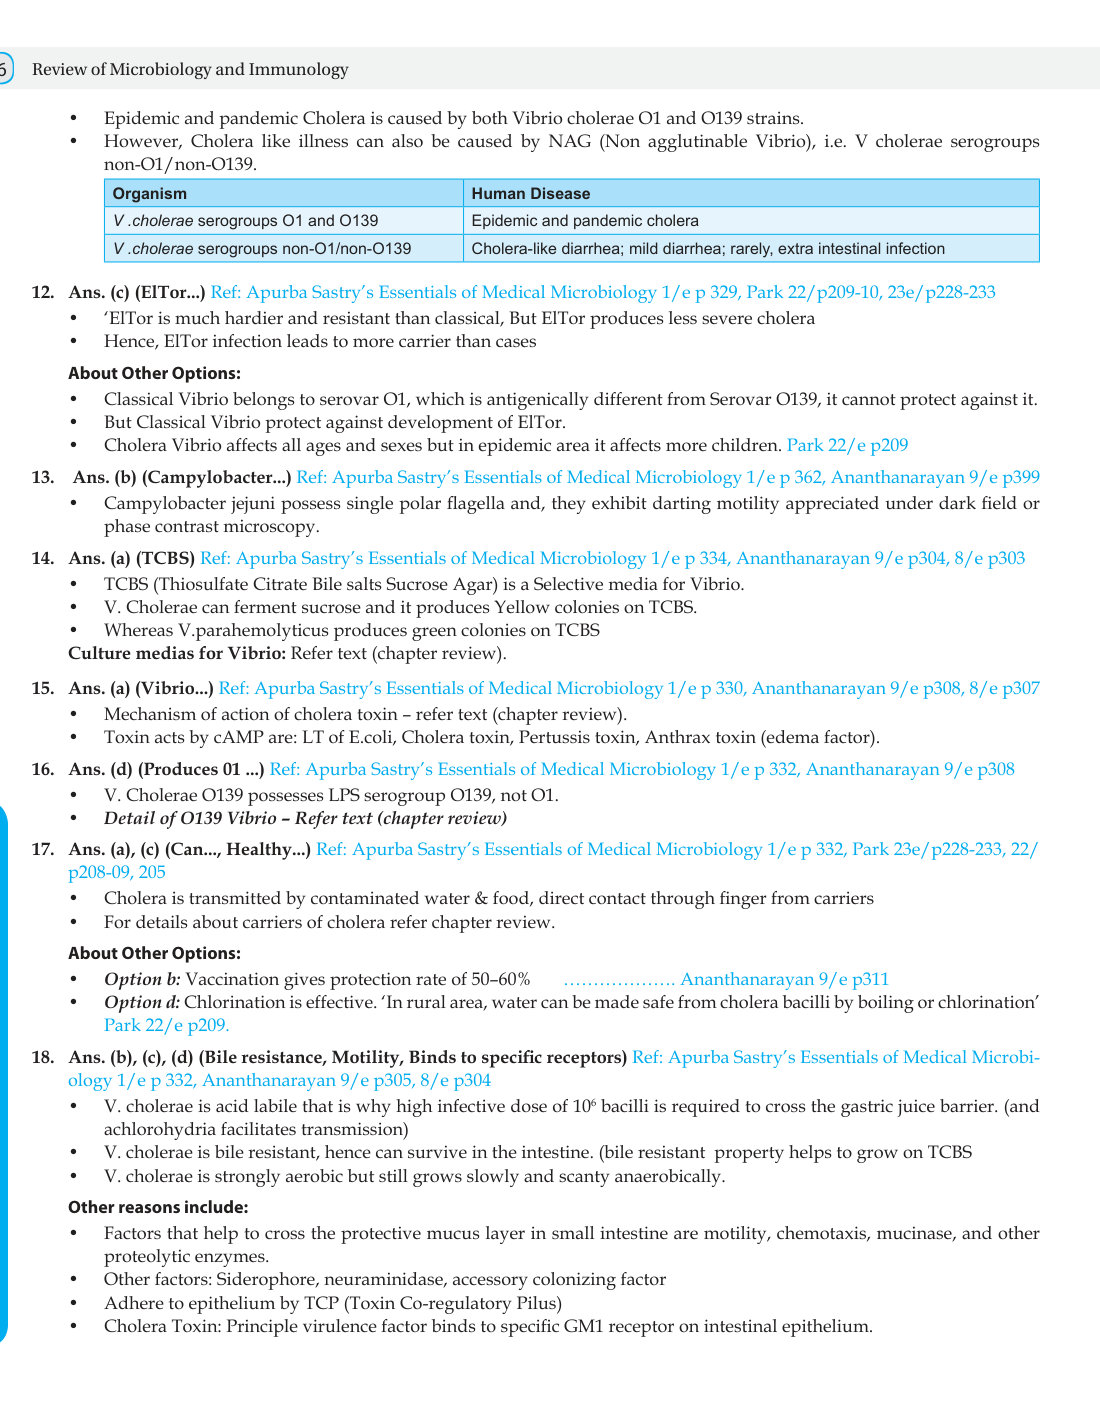 6 Review of Microbiology and Immunology
• Epidemic and pandemic Cholera is caused by both Vibrio cholerae O1 and O139 strains.
• However, Cholera like illness can also be caused by NAG (Non agglutinable Vibrio), i.e. V cholerae serogroups
non-O1/non-O139.
Organism Human Disease
V .cholerae serogroups O1 and O139 Epidemic and pandemic cholera
V .cholerae serogroups non-O1/non-O139 Cholera-like diarrhea; mild diarrhea; rarely, extra intestinal infection
12. Ans. (c) (ElTor...) Ref: Apurba Sastry’s Essentials of Medical Microbiology 1/e p 329, Park 22/p209-10, 23e/p228-233
• ‘ElTor is much hardier and resistant than classical, But ElTor produces less severe cholera
• Hence, ElTor infection leads to more carrier than cases
About Other Options:
• Classical Vibrio belongs to serovar O1, which is antigenically different from Serovar O139, it cannot protect against it.
• But Classical Vibrio protect against development of ElTor.
• Cholera Vibrio affects all ages and sexes but in epidemic area it affects more children. Park 22/e p209
13. Ans. (b) (Campylobacter...) Ref: Apurba Sastry’s Essentials of Medical Microbiology 1/e p 362, Ananthanarayan 9/e p399
• Campylobacter jejuni possess single polar flagella and, they exhibit darting motility appreciated under dark field or
phase contrast microscopy.
14. Ans. (a) (TCBS) Ref: Apurba Sastry’s Essentials of Medical Microbiology 1/e p 334, Ananthanarayan 9/e p304, 8/e p303
• TCBS (Thiosulfate Citrate Bile salts Sucrose Agar) is a Selective media for Vibrio.
• V. Cholerae can ferment sucrose and it produces Yellow colonies on TCBS.
• Whereas V.parahemolyticus produces green colonies on TCBS
Culture medias for Vibrio: Refer text (chapter review).
15. Ans. (a) (Vibrio...) Ref: Apurba Sastry’s Essentials of Medical Microbiology 1/e p 330, Ananthanarayan 9/e p308, 8/e p307
• Mechanism of action of cholera toxin – refer text (chapter review).
• Toxin acts by cAMP are: LT of E.coli, Cholera toxin, Pertussis toxin, Anthrax toxin (edema factor).
16. Ans. (d) (Produces 01 ...) Ref: Apurba Sastry’s Essentials of Medical Microbiology 1/e p 332, Ananthanarayan 9/e p308
• V. Cholerae O139 possesses LPS serogroup O139, not O1.
• Detail of O139 Vibrio – Refer text (chapter review)
17. Ans. (a), (c) (Can..., Healthy...) Ref: Apurba Sastry’s Essentials of Medical Microbiology 1/e p 332, Park 23e/p228-233, 22/
p208-09, 205
• Cholera is transmitted by contaminated water & food, direct contact through finger from carriers
• For details about carriers of cholera refer chapter review.
About Other Options:
• Option b: Vaccination gives protection rate of 50–60% ………………. Ananthanarayan 9/e p311
• Option d: Chlorination is effective. ‘In rural area, water can be made safe from cholera bacilli by boiling or chlorination’
Park 22/e p209.
18. Ans. (b), (c), (d) (Bile resistance, Motility, Binds to specific receptors) Ref: Apurba Sastry’s Essentials of Medical Microbi-
ology 1/e p 332, Ananthanarayan 9/e p305, 8/e p304
• V. cholerae is acid labile that is why high infective dose of 10⁶ bacilli is required to cross the gastric juice barrier. (and
achlorohydria facilitates transmission)
• V. cholerae is bile resistant, hence can survive in the intestine. (bile resistant property helps to grow on TCBS
• V. cholerae is strongly aerobic but still grows slowly and scanty anaerobically.
Other reasons include:
• Factors that help to cross the protective mucus layer in small intestine are motility, chemotaxis, mucinase, and other
proteolytic enzymes.
• Other factors: Siderophore, neuraminidase, accessory colonizing factor
• Adhere to epithelium by TCP (Toxin Co-regulatory Pilus)
• Cholera Toxin: Principle virulence factor binds to specific GM1 receptor on intestinal epithelium.